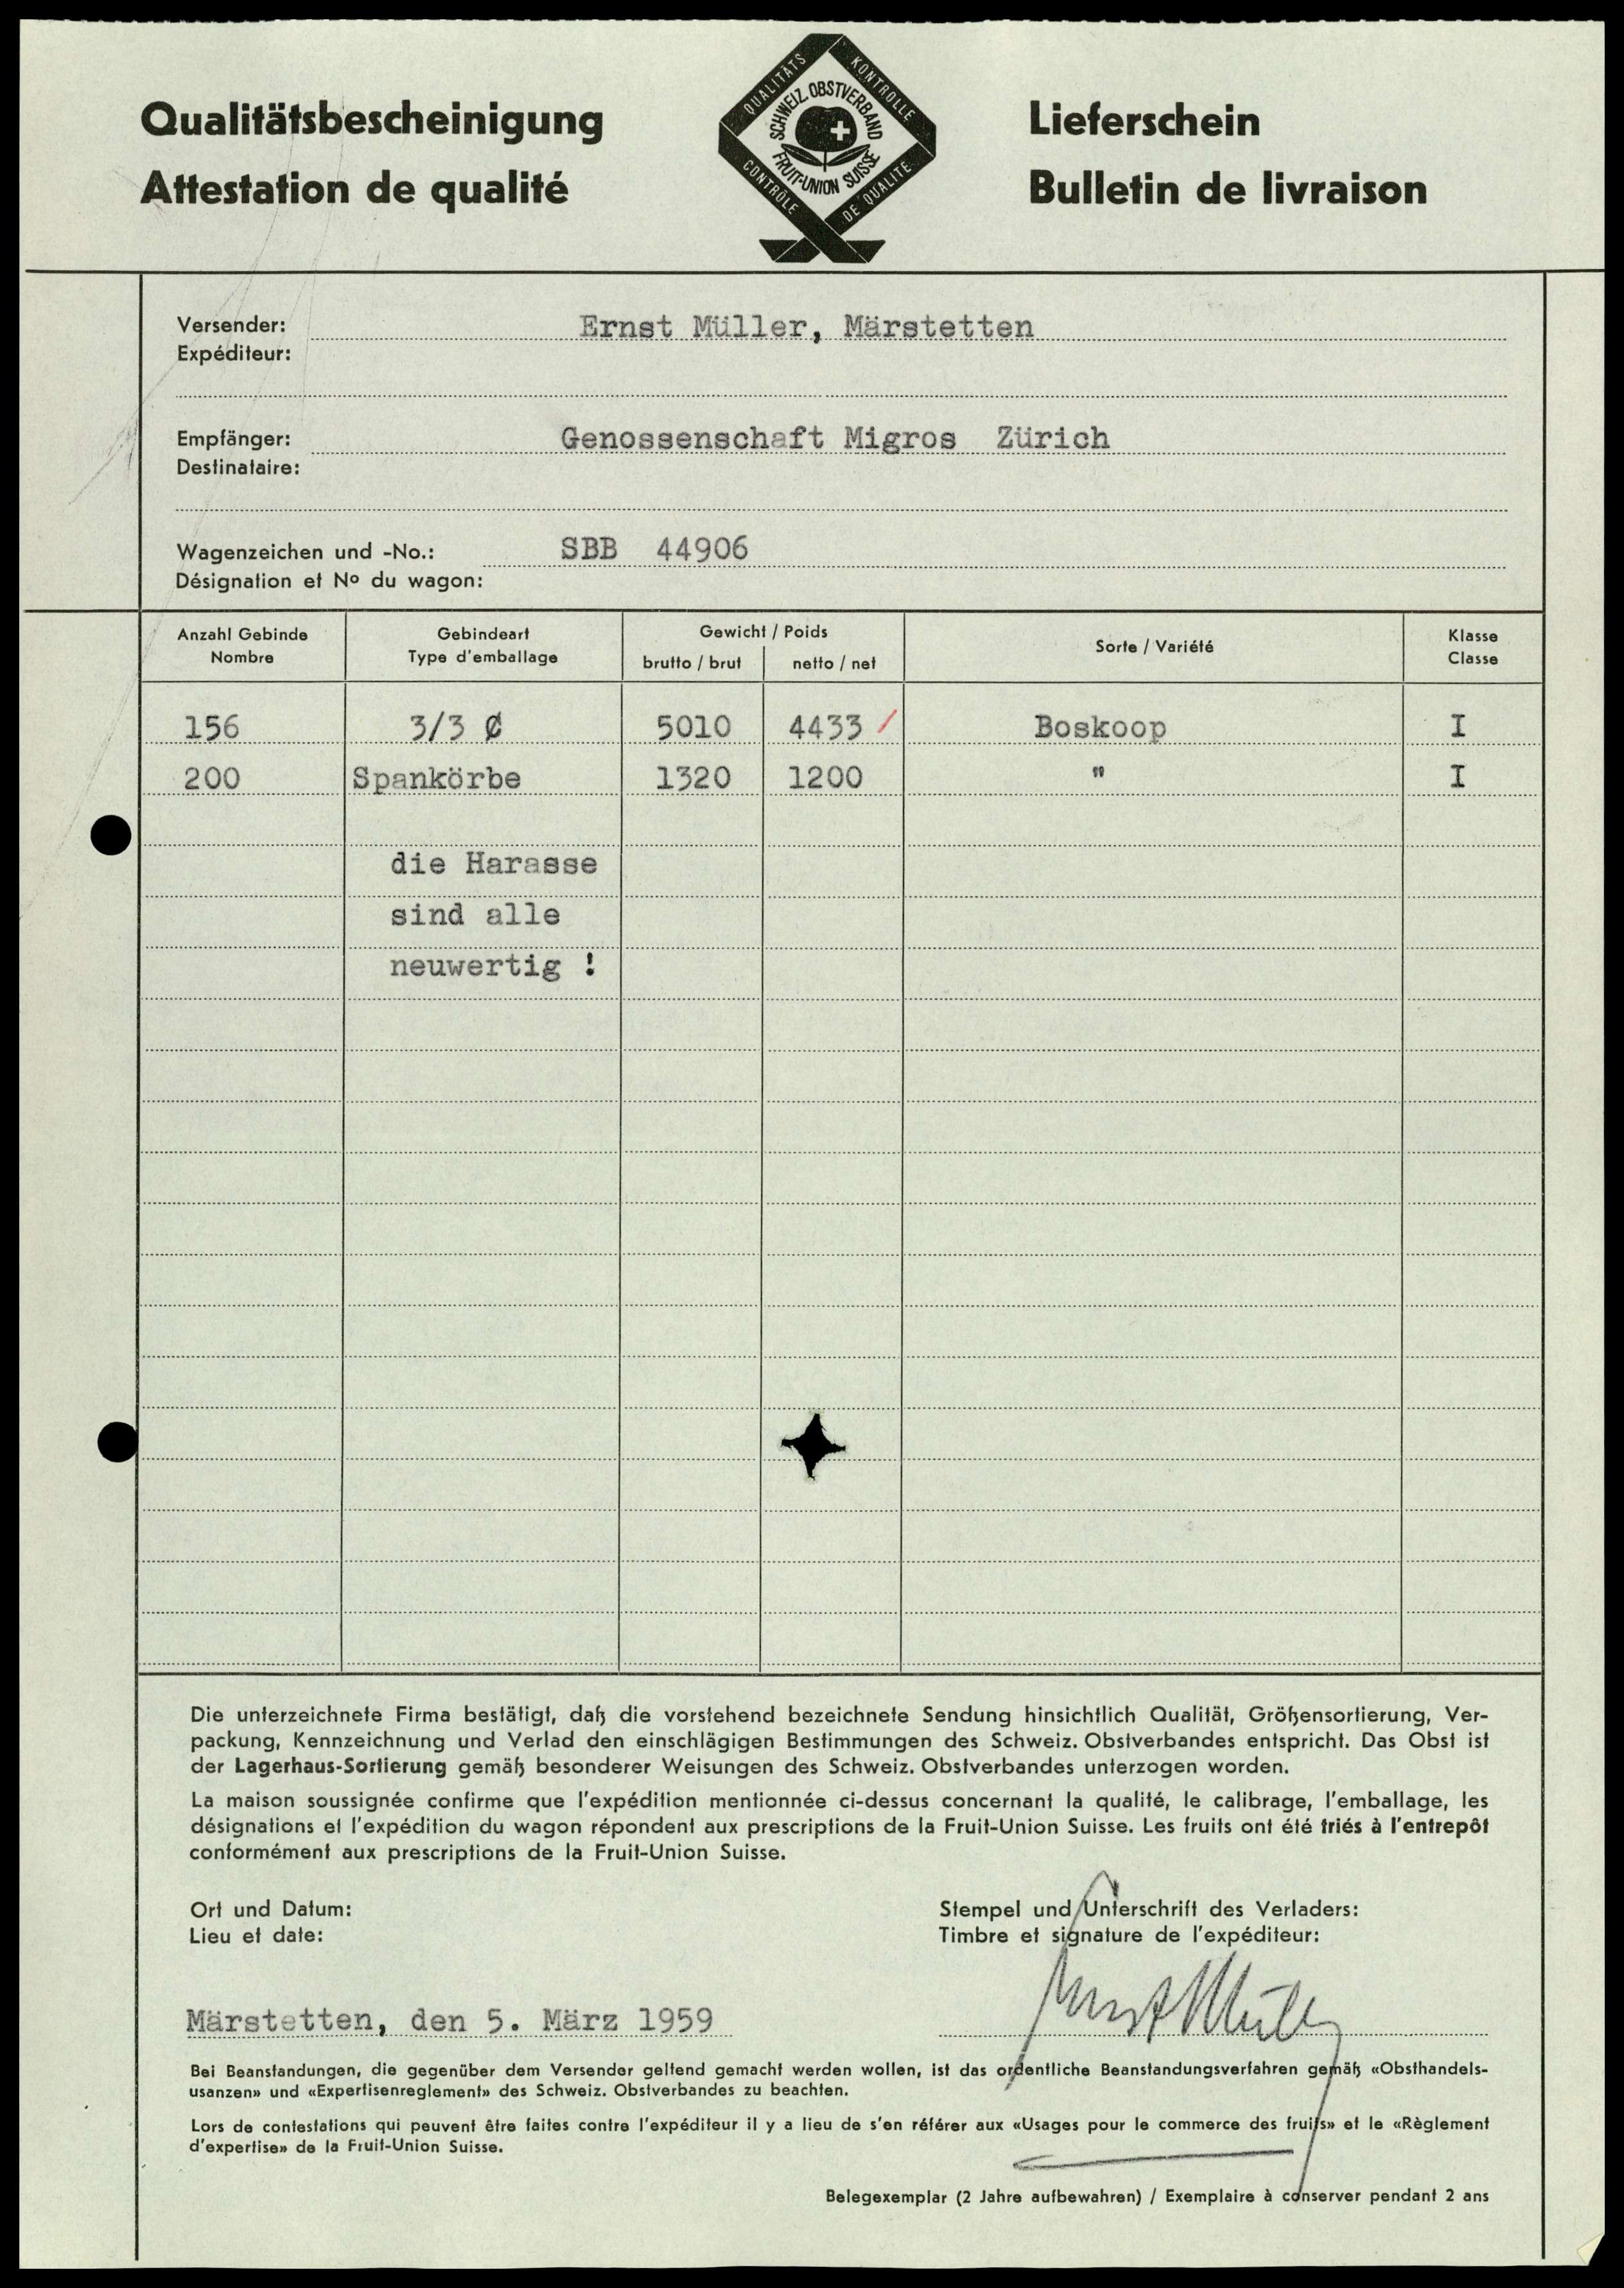 Qualitätsbescheinigung
Attestation de qualité
QUALITÄTS KONTROLLE
SCHWEIZ. OBSTVERBAND
FRUIT-UNION SUISSE
CONTRÔLE DE QUALITÉ
Lieferschein
Bulletin de livraison
Versender: Ernst Müller, Märstetten
Expéditeur:
Empfänger: Genossenschaft Migros Zürich
Destinataire:
Wagenzeichen und -No.: SBB 44906
Désignation et Nº du wagon:
Anzahl Gebinde Gebindeart Gewicht / Poids Sorte / Variété Klasse
Nombre Type d'emballage brutto / brut netto / net Classe
156 3/3 ₡ 5010 4433 / Boskoop I
200 Spankörbe 1320 1200 " I
die Harasse
sind alle
neuwertig !
Die unterzeichnete Firma bestätigt, daß die vorstehend bezeichnete Sendung hinsichtlich Qualität, Größensortierung, Ver-
packung, Kennzeichnung und Verlad den einschlägigen Bestimmungen des Schweiz. Obstverbandes entspricht. Das Obst ist
der Lagerhaus-Sortierung gemäß besonderer Weisungen des Schweiz. Obstverbandes unterzogen worden.
La maison soussignée confirme que l'expédition mentionnée ci-dessus concernant la qualité, le calibrage, l'emballage, les
désignations et l'expédition du wagon répondent aux prescriptions de la Fruit-Union Suisse. Les fruits ont été triés à l'entrepôt
conformément aux prescriptions de la Fruit-Union Suisse.
Ort und Datum: Stempel und Unterschrift des Verladers:
Lieu et date: Timbre et signature de l'expéditeur:
Märstetten, den 5. März 1959 Ernst Müller
Bei Beanstandungen, die gegenüber dem Versender geltend gemacht werden wollen, ist das ordentliche Beanstandungsverfahren gemäß «Obsthandels-
usanzen» und «Expertisenreglement» des Schweiz. Obstverbandes zu beachten.
Lors de contestations qui peuvent être faites contre l'expéditeur il y a lieu de s'en référer aux «Usages pour le commerce des fruits» et le «Règlement
d'expertise» de la Fruit-Union Suisse.
Belegexemplar (2 Jahre aufbewahren) / Exemplaire à conserver pendant 2 ans